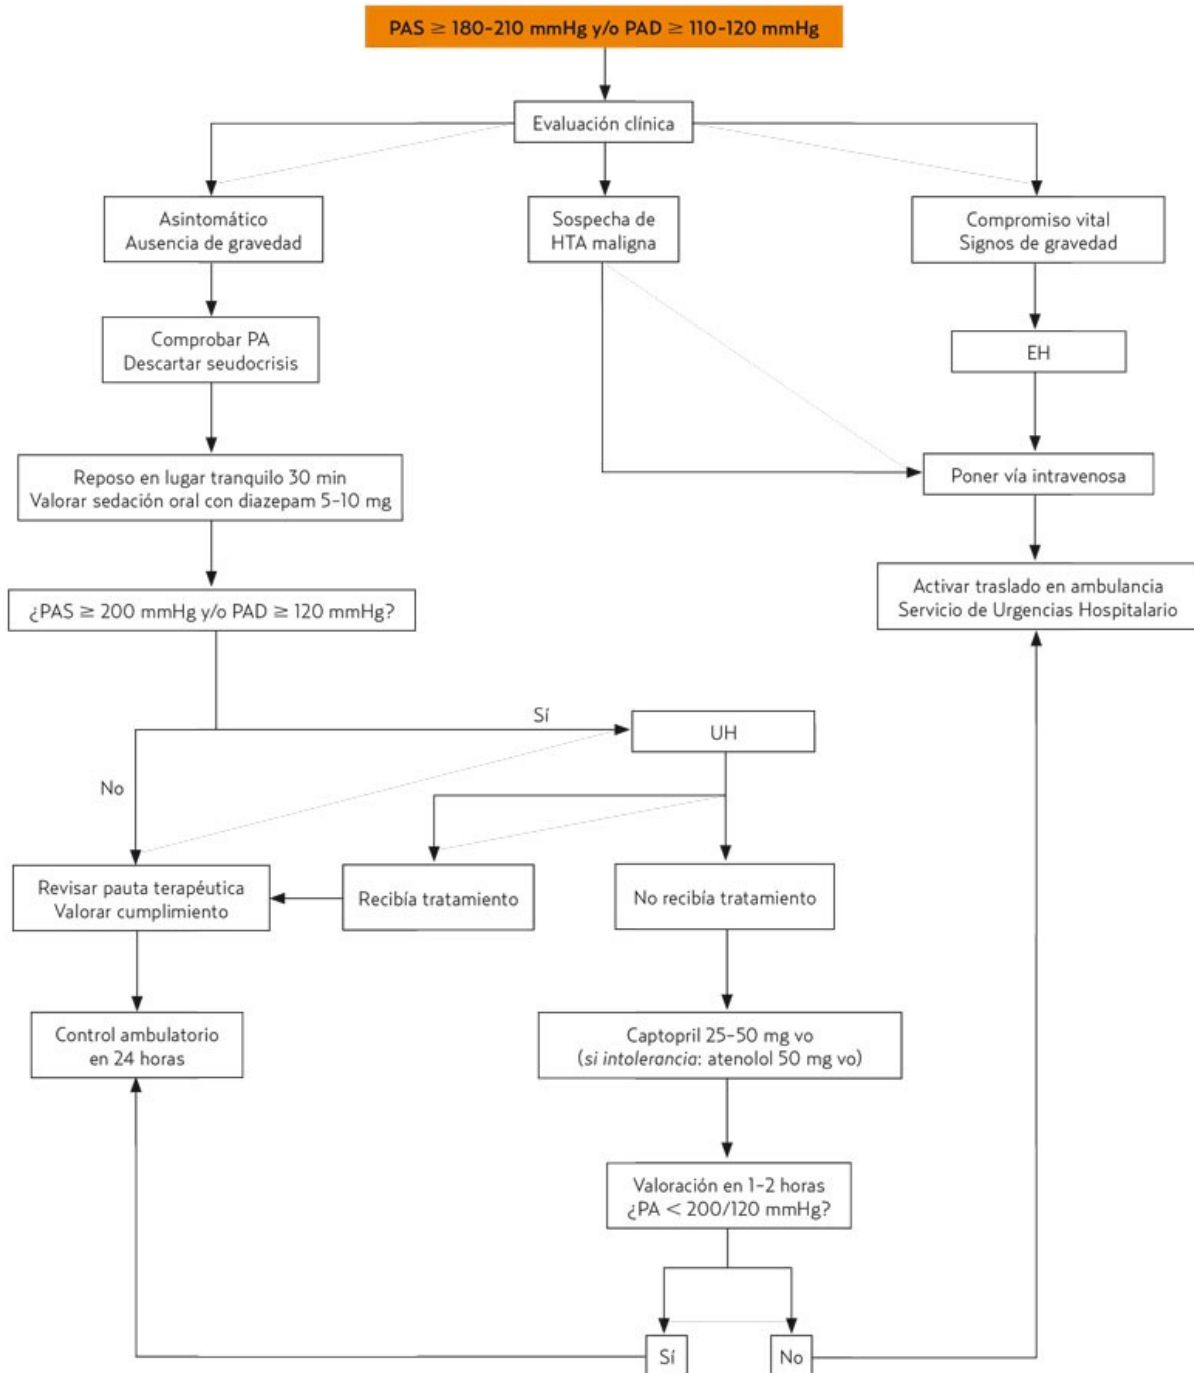 PAS ≥ 180-210 mmHg y/o PAD ≥ 110-120 mmHg
Evaluación clínica
Asintomático
Ausencia de gravedad
Sospecha de
HTA maligna
Compromiso vital
Signos de gravedad
Comprobar PA
Descartar seudocrisis
EH
Reposo en lugar tranquilo 30 min
Valorar sedación oral con diazepam 5-10 mg
Poner vía intravenosa
¿PAS ≥ 200 mmHg y/o PAD ≥ 120 mmHg?
Activar traslado en ambulancia
Servicio de Urgencias Hospitalario
Sí
UH
No
Revisar pauta terapéutica
Valorar cumplimiento
Recibía tratamiento
No recibía tratamiento
Control ambulatorio
en 24 horas
Captopril 25-50 mg vo
(si intolerancia: atenolol 50 mg vo)
Valoración en 1-2 horas
¿PA < 200/120 mmHg?
Sí
No